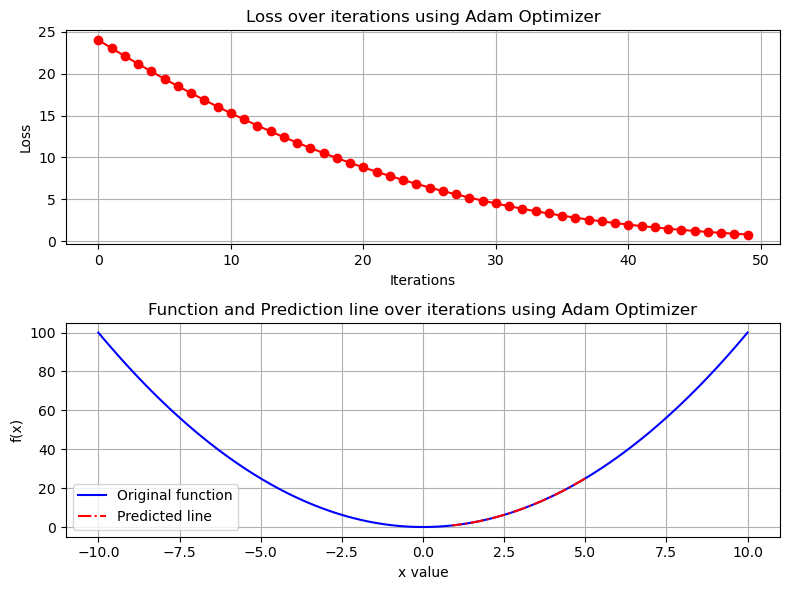 Loss over iterations using Adam Optimizer
25
20
15
10
5
0
Loss
0 10 20 30 40 50
Iterations
Function and Prediction line over iterations using Adam Optimizer
100
80
60
40
20
0
f(x)
Original function
Predicted line
−10.0 −7.5 −5.0 −2.5 0.0 2.5 5.0 7.5 10.0
x value